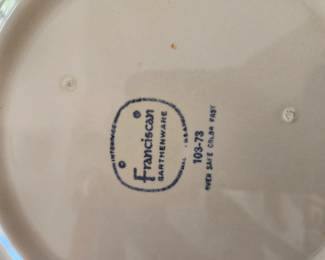 Franciscan
EARTHENWARE
103-73
OVEN SAFE COLOR FAST